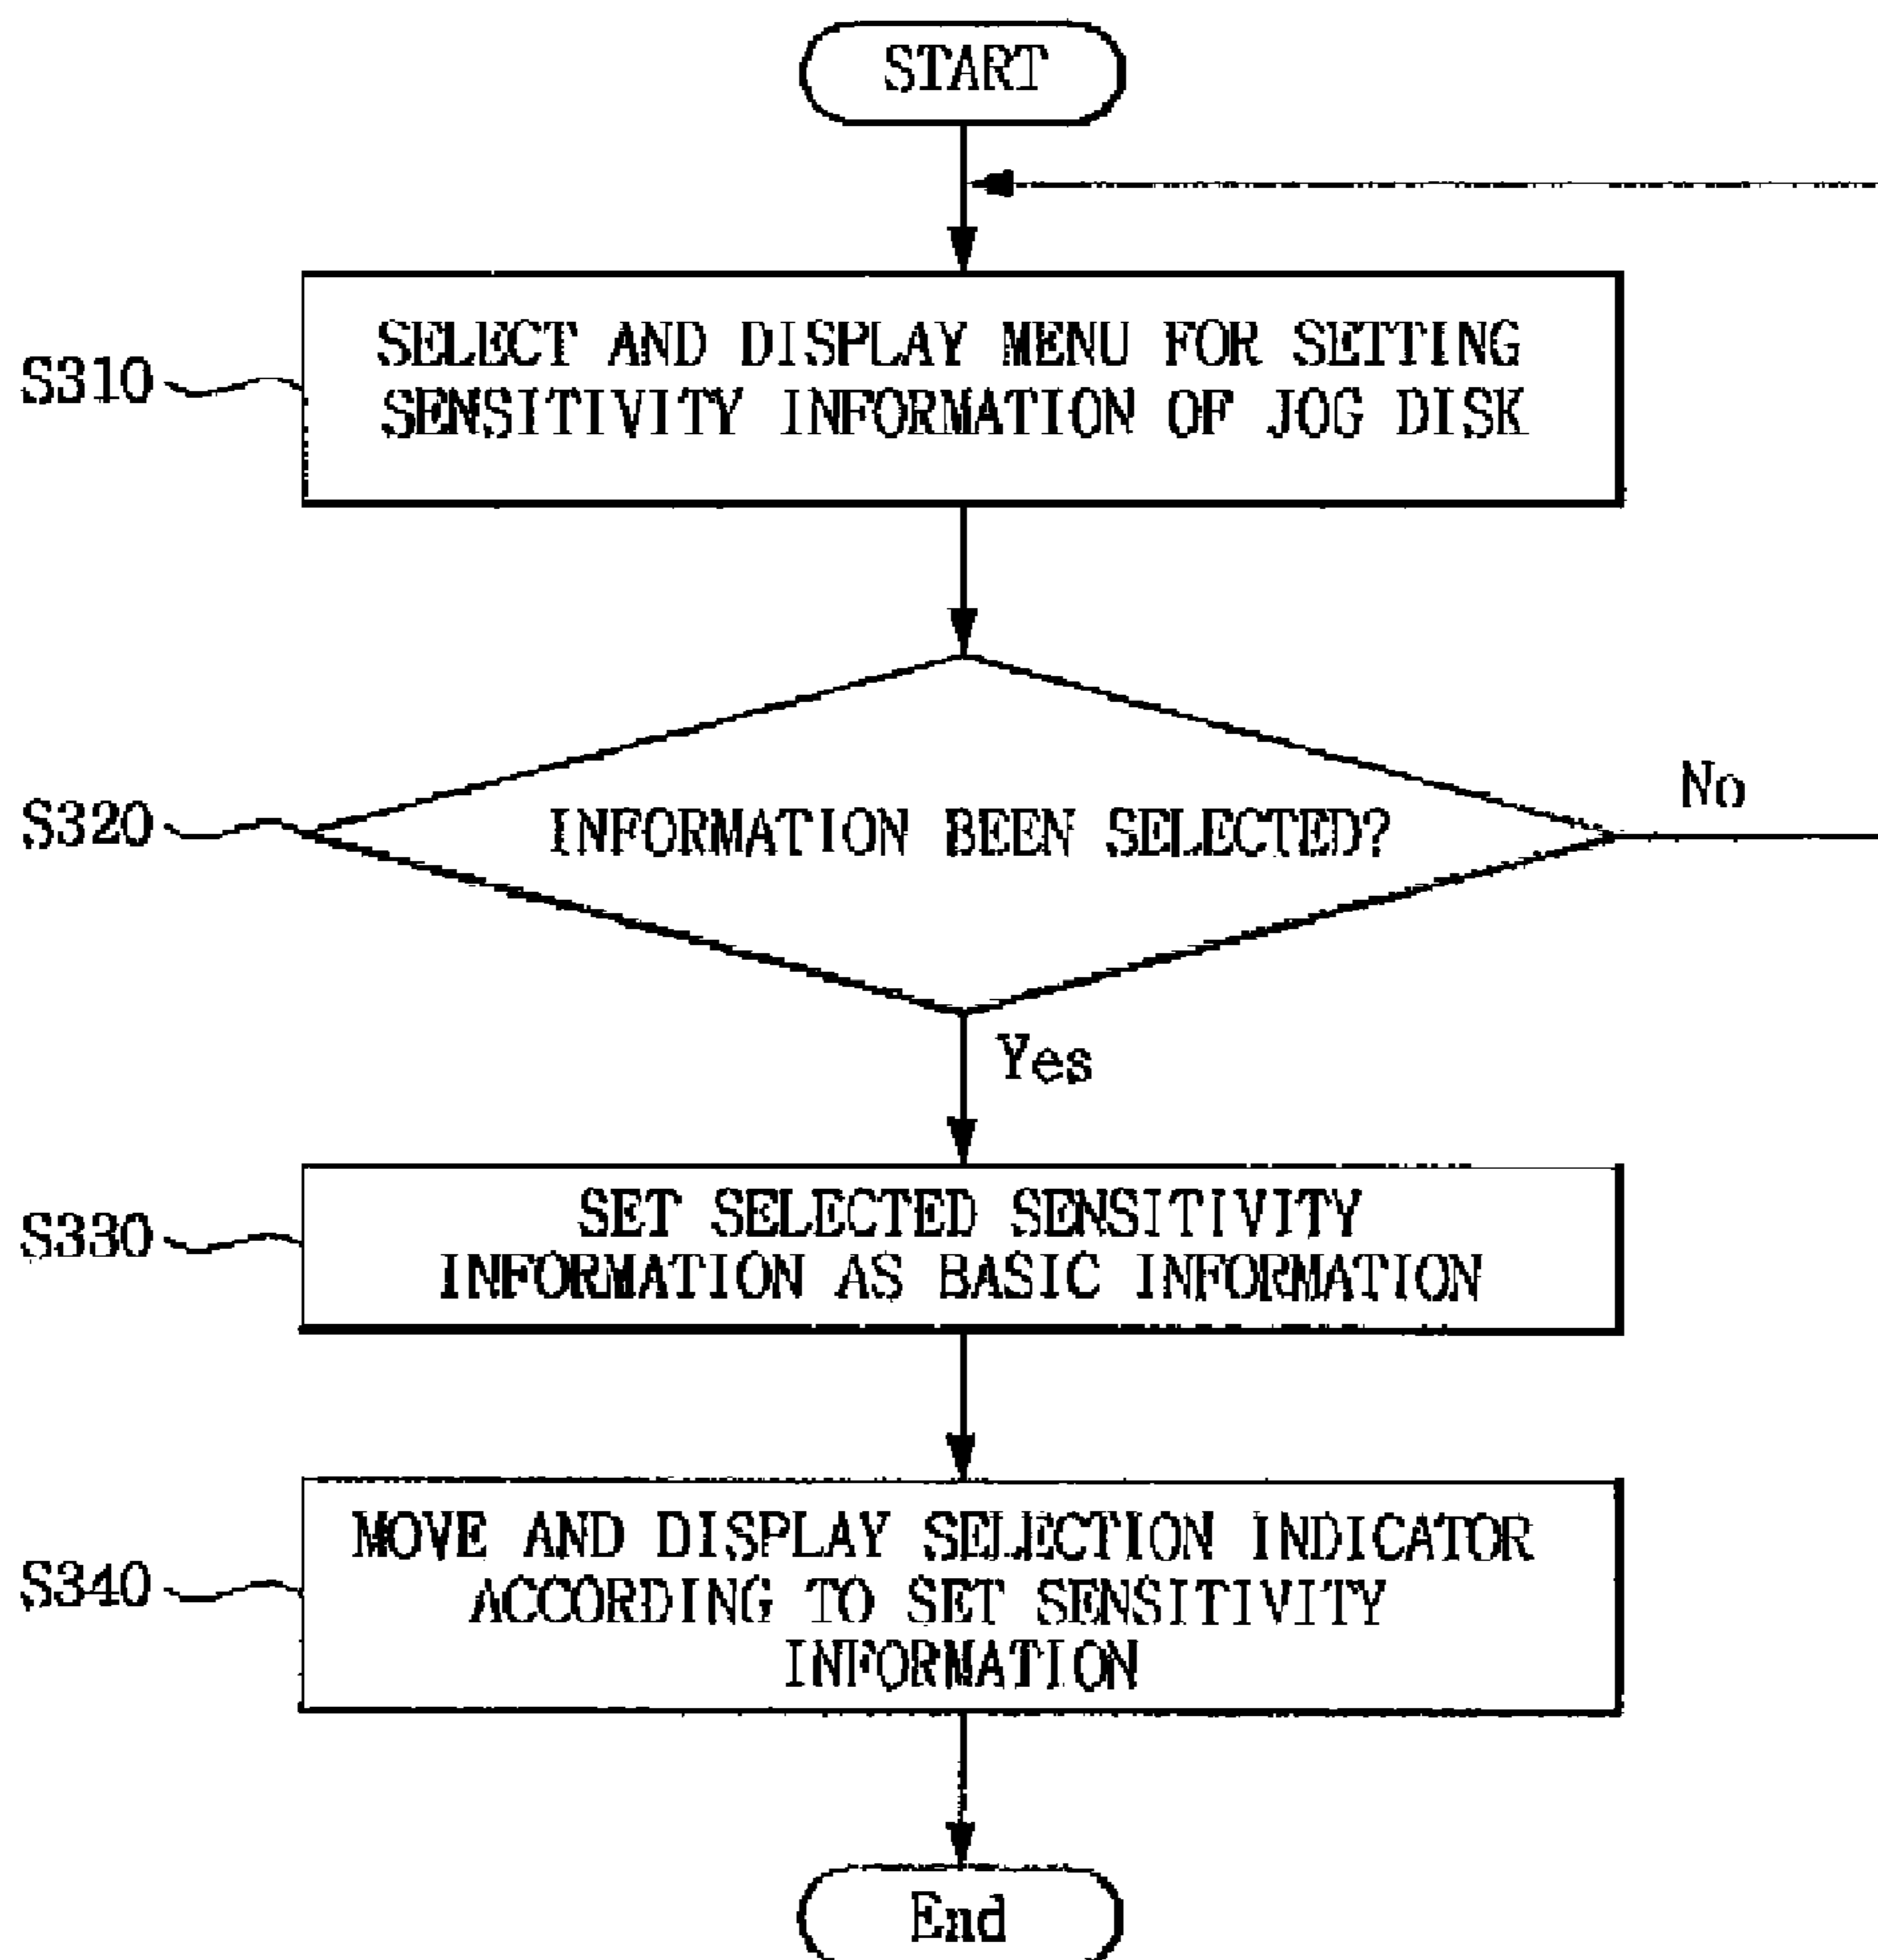 START
SELECT AND DISPLAY MENU FOR SETTING
SENSITIVITY INFORMATION OF JOG DISK
S310
INFORMATION BEEN SELECTED?
S320
No
Yes
SET SELECTED SENSITIVITY
INFORMATION AS BASIC INFORMATION
S330
MOVE AND DISPLAY SELECTION INDICATOR
ACCORDING TO SET SENSITIVITY
INFORMATION
S340
End